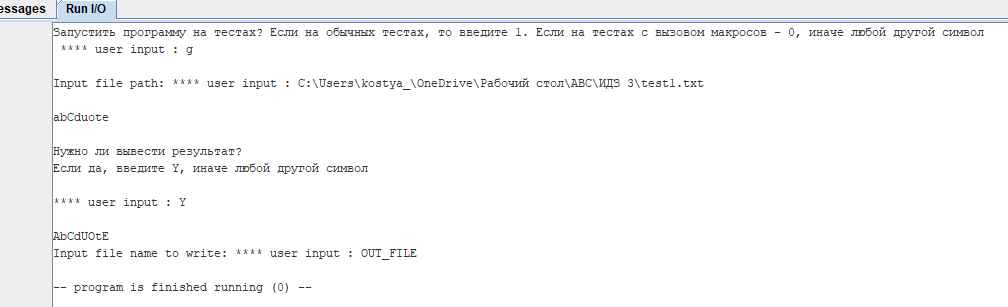 essages Run I/O
Запустить программу на тестах? Если на обычных тестах, то введите 1. Если на тестах с вызовом макросов - 0, иначе любой другой символ
**** user input : g
Input file path: **** user input : C:\Users\kostya_\OneDrive\Рабочий стол\АВС\ИДЗ 3\test1.txt
abCduote
Нужно ли вывести результат?
Если да, введите Y, иначе любой другой символ
**** user input : Y
AbCdUOtE
Input file name to write: **** user input : OUT_FILE
-- program is finished running (0) --